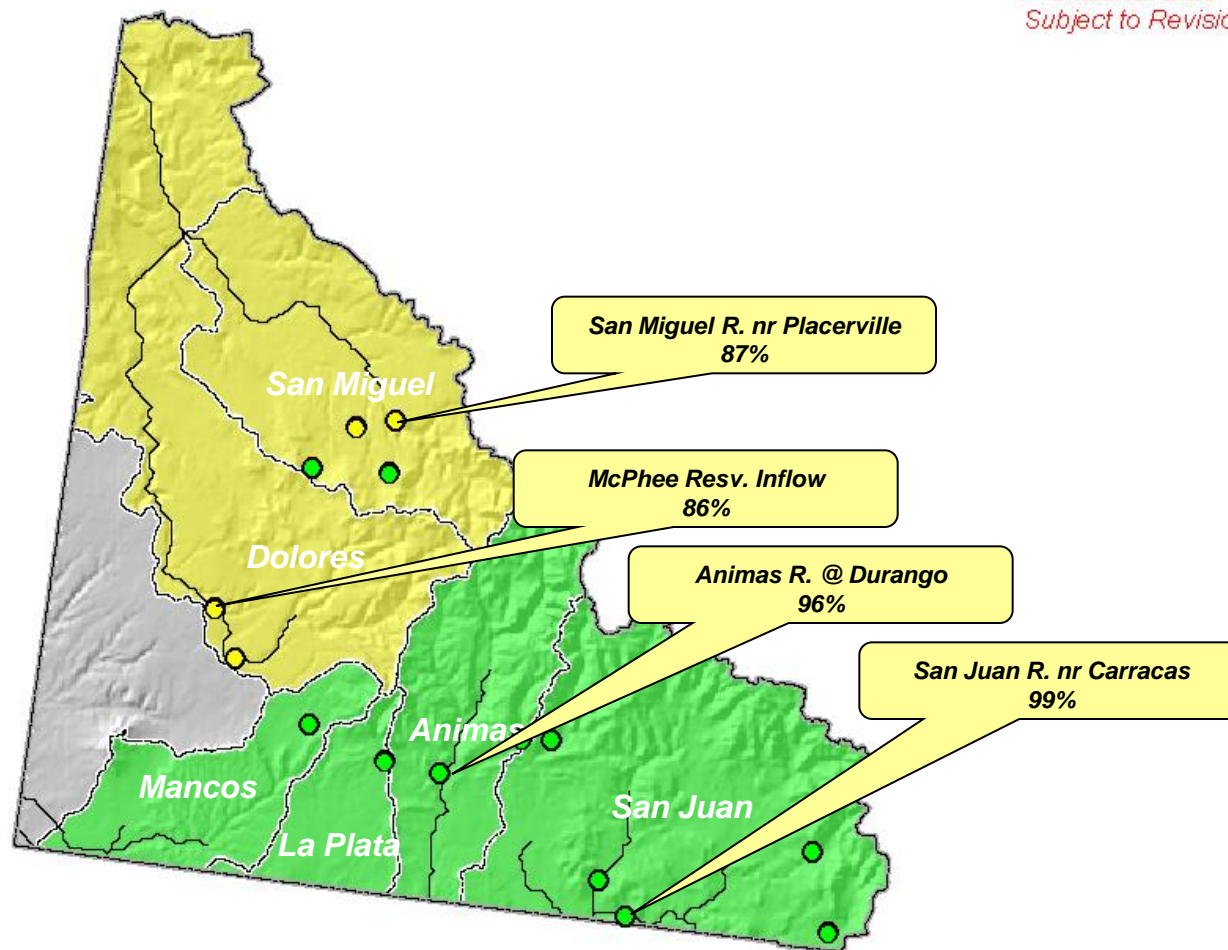 Subject to Revisio
San Miguel R. nr Placerville
87%
San Miguel
McPhee Resv. Inflow
86%
Dolores
Animas R. @ Durango
96%
San Juan R. nr Carracas
99%
Animas
Mancos
San Juan
La Plata